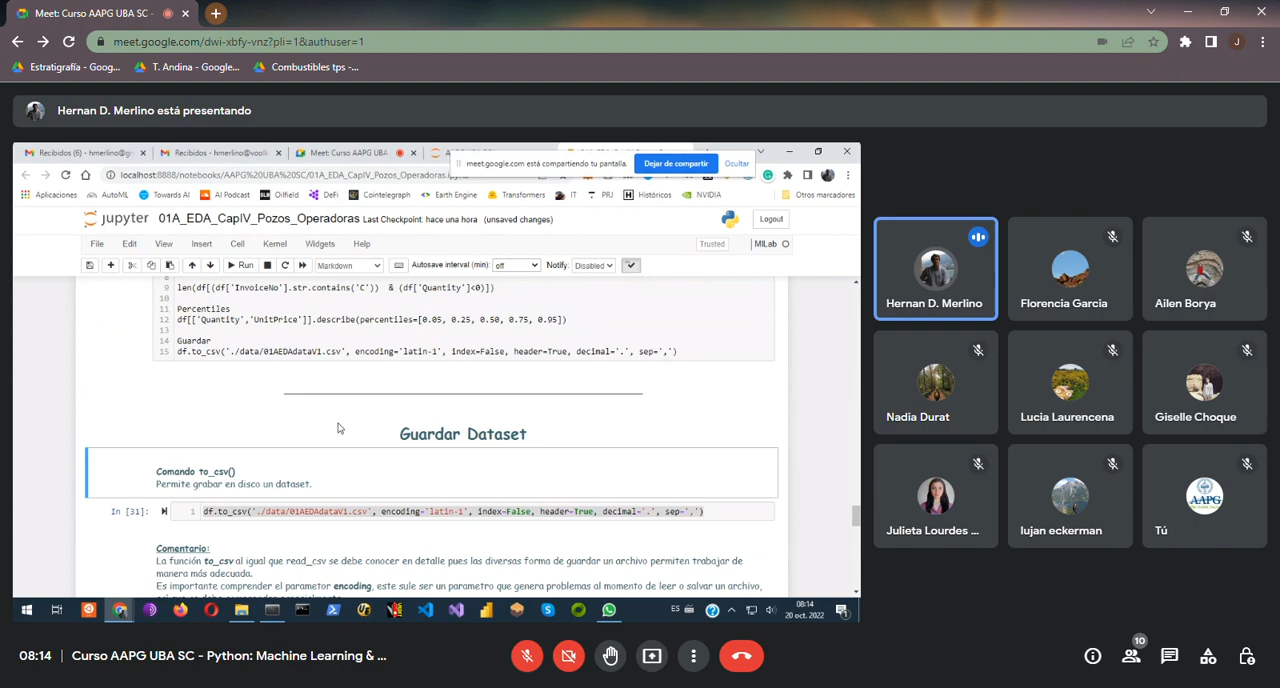 Meet: Curso AAPG UBA SC -
meet.google.com/dwi-xbfy-vnz?pli=1&authuser=1
J
Estratigrafía - Goog...
T. Andina - Google...
Combustibles tps -...
Hernan D. Merlino está presentando
Recibidos (6) - hmerlino@gr
Recibidos - hmerlino@vool
Meet: Curso AAPG UBA
meet.google.com está compartiendo tu pantalla.
Dejar de compartir
Ocultar
localhost:8888/notebooks/AAPG%20UBA%20SC/01A_EDA_CapIV_Pozos_Operadoras.ipynb
Aplicaciones
AutoML
Towards AI
AI Podcast
Oilfield
DeFi
Cointelegraph
Earth Engine
Transformers
IT
PRJ
Históricos
NVIDIA
Otros marcadores
jupyter
01A_EDA_CapIV_Pozos_Operadoras
Last Checkpoint: hace una hora (unsaved changes)
Logout
File
Edit
View
Insert
Cell
Kernel
Widgets
Help
Trusted
MlLab
Run
Markdown
Autosave interval (min):
off
Notify:
Disabled
9 len(df[(df['InvoiceNo'].str.contains('C')) & (df['Quantity']<0)])
10
11 Percentiles
12 df[['Quantity','UnitPrice']].describe(percentiles=[0.05, 0.25, 0.50, 0.75, 0.95])
13
14 Guardar
15 df.to_csv('./data/01AEDAdataV1.csv', encoding='latin-1', index=False, header=True, decimal='.', sep=',')
Guardar Dataset
Comando to_csv()
Permite grabar en disco un dataset.
In [31]:
1 df.to_csv('./data/01AEDAdataV1.csv', encoding='latin-1', index=False, header=True, decimal='.', sep=',')
Comentario:
La función to_csv al igual que read_csv se debe conocer en detalle pues las diversas forma de guardar un archivo permiten trabajar de
manera más adecuada.
Es importante comprender el parametro encoding, este sule ser un parametro que genera problemas al momento de leer o salvar un archivo,
ES
08:14
20 oct. 2022
Hernan D. Merlino
Florencia Garcia
Ailen Borya
Nadia Durat
Lucia Laurencena
Giselle Choque
Julieta Lourdes ...
lujan eckerman
AAPG
Tú
08:14 | Curso AAPG UBA SC - Python: Machine Learning & ...
10